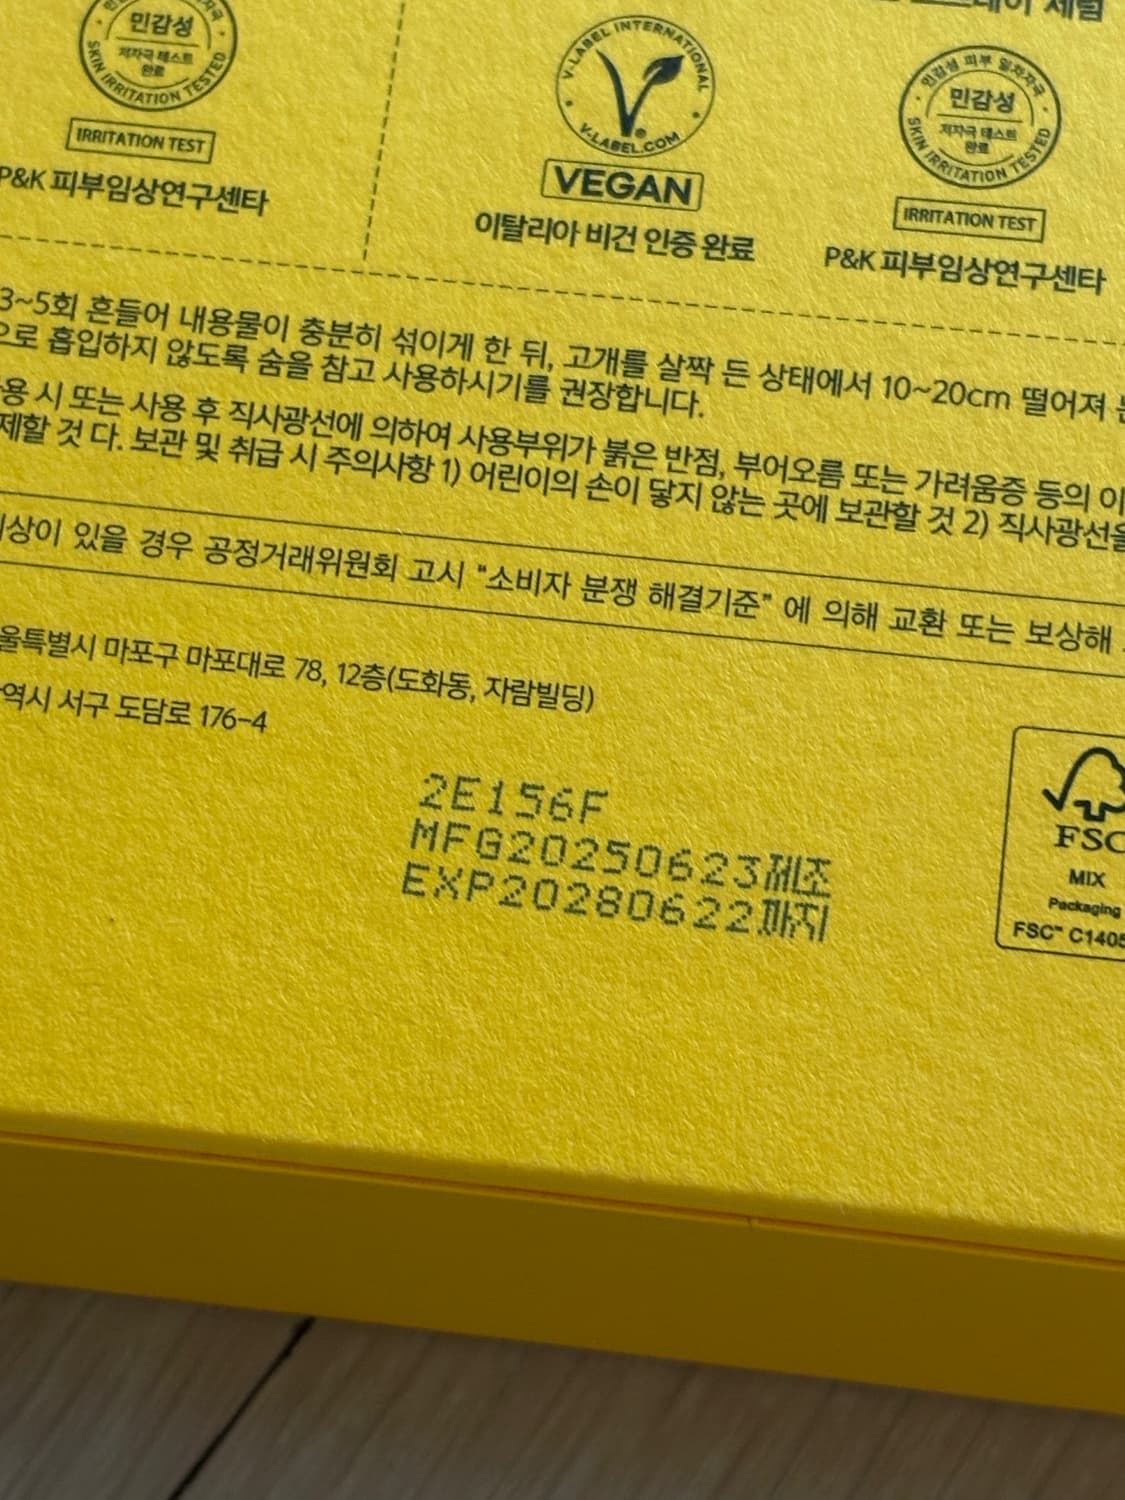 민감성
저자극 테스트
완료
SKIN IRRITATION TESTED
IRRITATION TEST
P&K 피부임상연구센타
V-LABEL INTERNATIONAL
V-LABEL.COM
VEGAN
이탈리아 비건 인증 완료
세럼
민감성 피부 일차자극
민감성
저자극 테스트
완료
SKIN IRRITATION TESTED
IRRITATION TEST
P&K 피부임상연구센타
3~5회 흔들어 내용물이 충분히 섞이게 한 뒤, 고개를 살짝 든 상태에서 10~20cm 떨어져
으로 흡입하지 않도록 숨을 참고 사용하시기를 권장합니다.
용 시 또는 사용 후 직사광선에 의하여 사용부위가 붉은 반점, 부어오름 또는 가려움증 등의 이
제할 것 다. 보관 및 취급 시 주의사항 1) 어린이의 손이 닿지 않는 곳에 보관할 것 2) 직사광선을
이상이 있을 경우 공정거래위원회 고시 "소비자 분쟁 해결기준" 에 의해 교환 또는 보상해
울특별시 마포구 마포대로 78, 12층(도화동, 자람빌딩)
역시 서구 도담로 176-4
2E156F
MFG20250623제조
EXP20280622까지
FSC
MIX
Packaging
FSC™ C1405